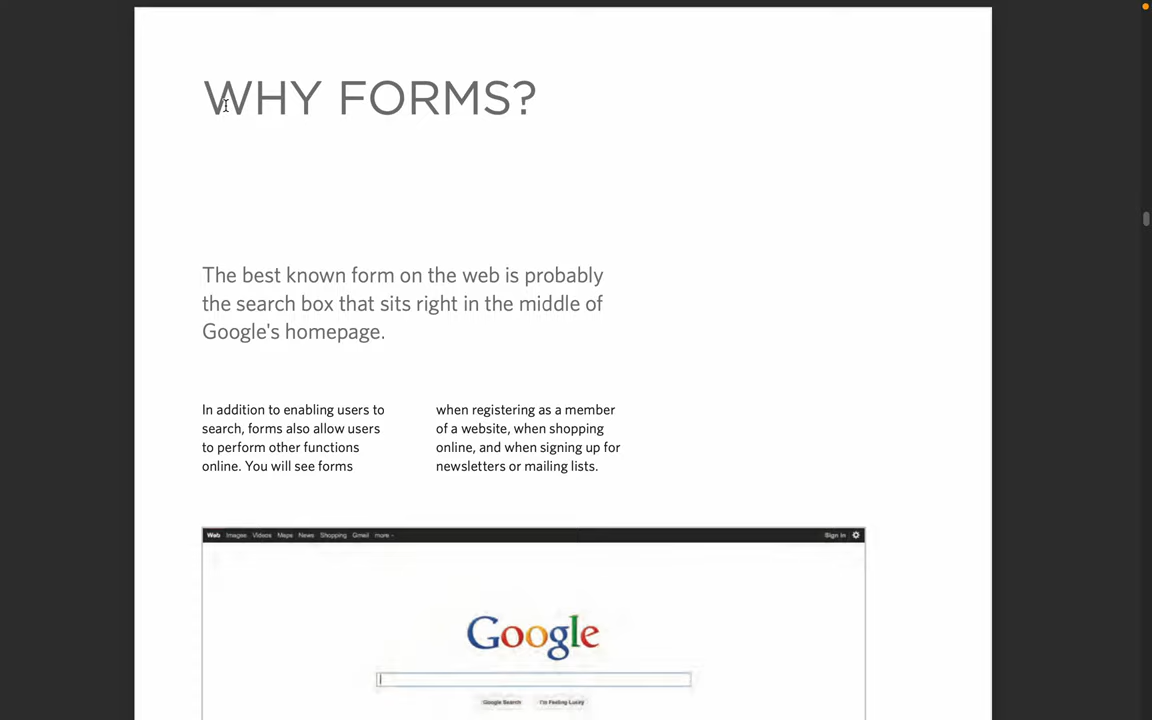 WHY FORMS?
The best known form on the web is probably
the search box that sits right in the middle of
Google's homepage.
In addition to enabling users to
search, forms also allow users
to perform other functions
online. You will see forms
when registering as a member
of a website, when shopping
online, and when signing up for
newsletters or mailing lists.
Web Images Videos Maps News Shopping Gmail more Sign in
Google
Google Search I'm Feeling Lucky